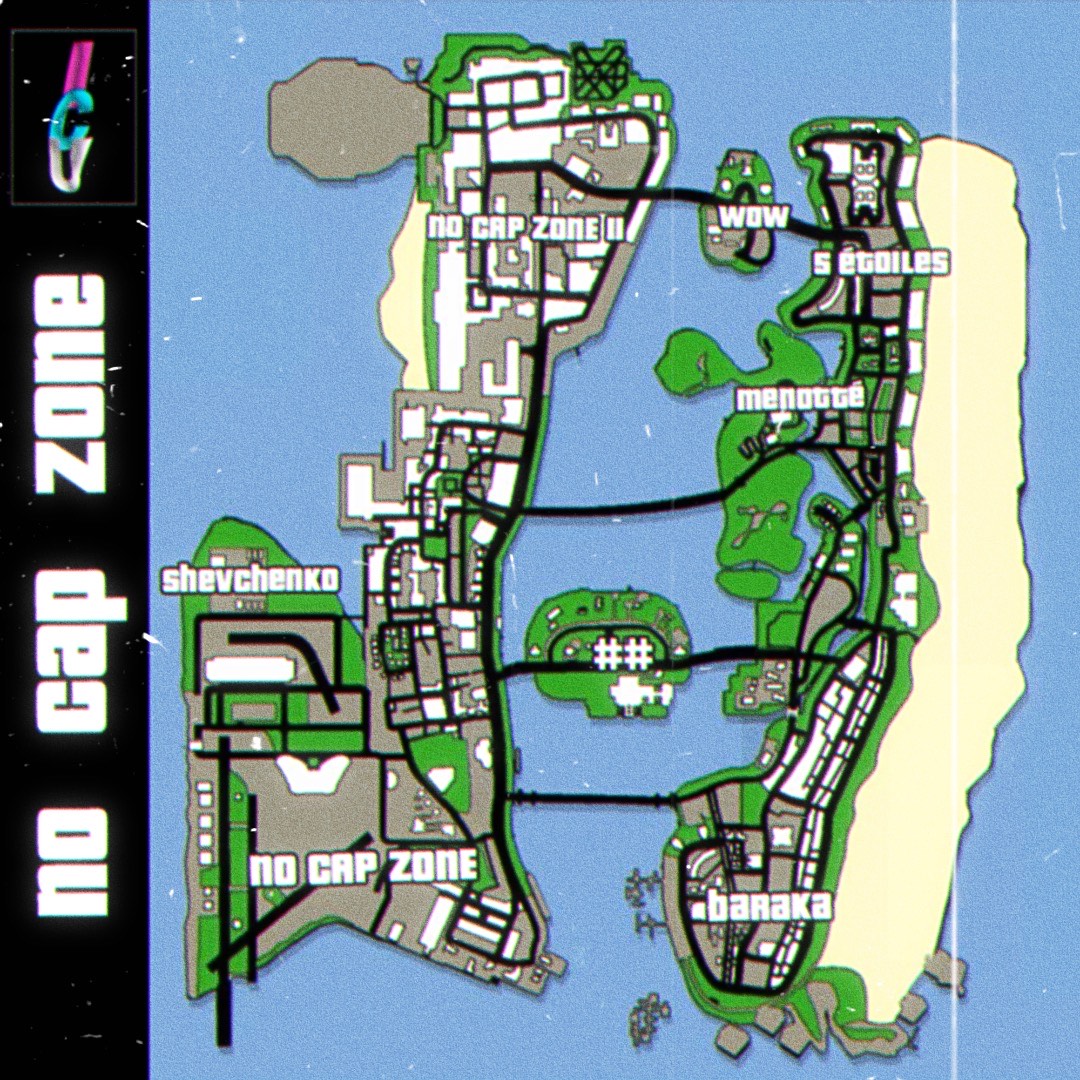 no cap zone
NO CAP ZONE II
WOW
5 étoiles
menotté
shevchenko
NO CAP ZONE
baraka